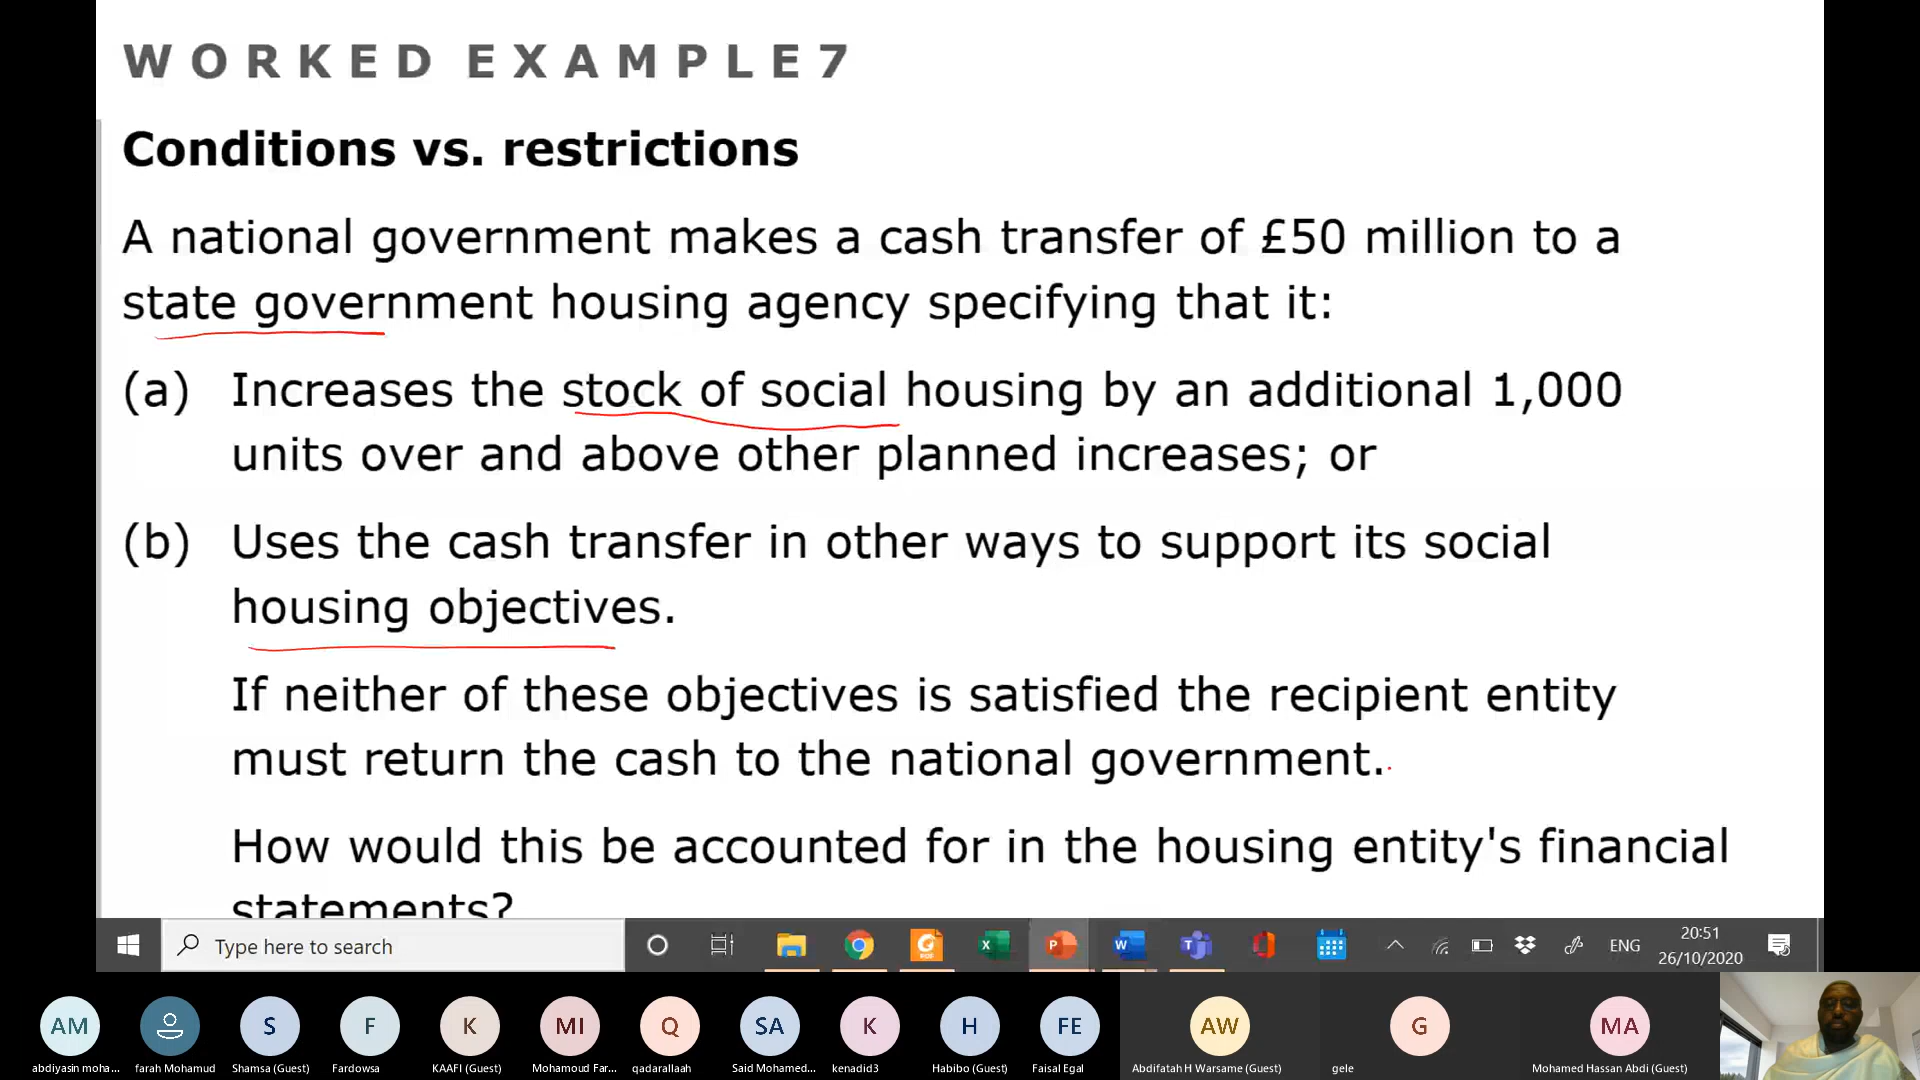 WORKED EXAMPLE 7
Conditions vs. restrictions
A national government makes a cash transfer of £50 million to a
state government housing agency specifying that it:
(a) Increases the stock of social housing by an additional 1,000
units over and above other planned increases; or
(b) Uses the cash transfer in other ways to support its social
housing objectives.
If neither of these objectives is satisfied the recipient entity
must return the cash to the national government.
How would this be accounted for in the housing entity's financial
statements?
Type here to search
ENG
20:51
26/10/2020
AM
S
F
K
MI
Q
SA
K
H
FE
AW
G
MA
abdiyasin moha...
farah Mohamud
Shamsa (Guest)
Fardowsa
KAAFI (Guest)
Mohamoud Far...
qadarallaah
Said Mohamed...
kenadid3
Habibo (Guest)
Faisal Egal
Abdifatah H Warsame (Guest)
gele
Mohamed Hassan Abdi (Guest)